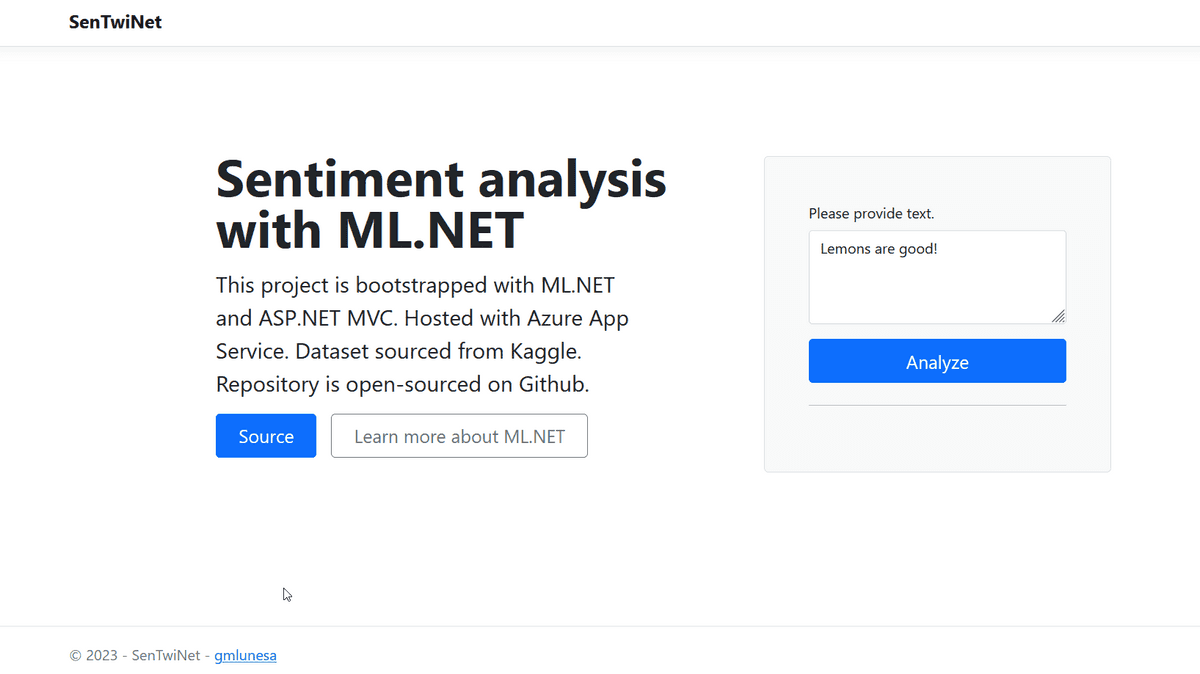 SenTwiNet
Sentiment analysis
with ML.NET
This project is bootstrapped with ML.NET
and ASP.NET MVC. Hosted with Azure App
Service. Dataset sourced from Kaggle.
Repository is open-sourced on Github.
Source
Learn more about ML.NET
Please provide text.
Lemons are good!
Analyze
© 2023 - SenTwiNet - gmlunesa